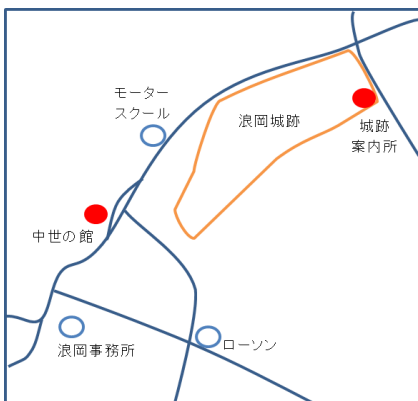 モーター
スクール
浪岡城跡
城跡
案内所
中世の館
浪岡事務所
ローソン